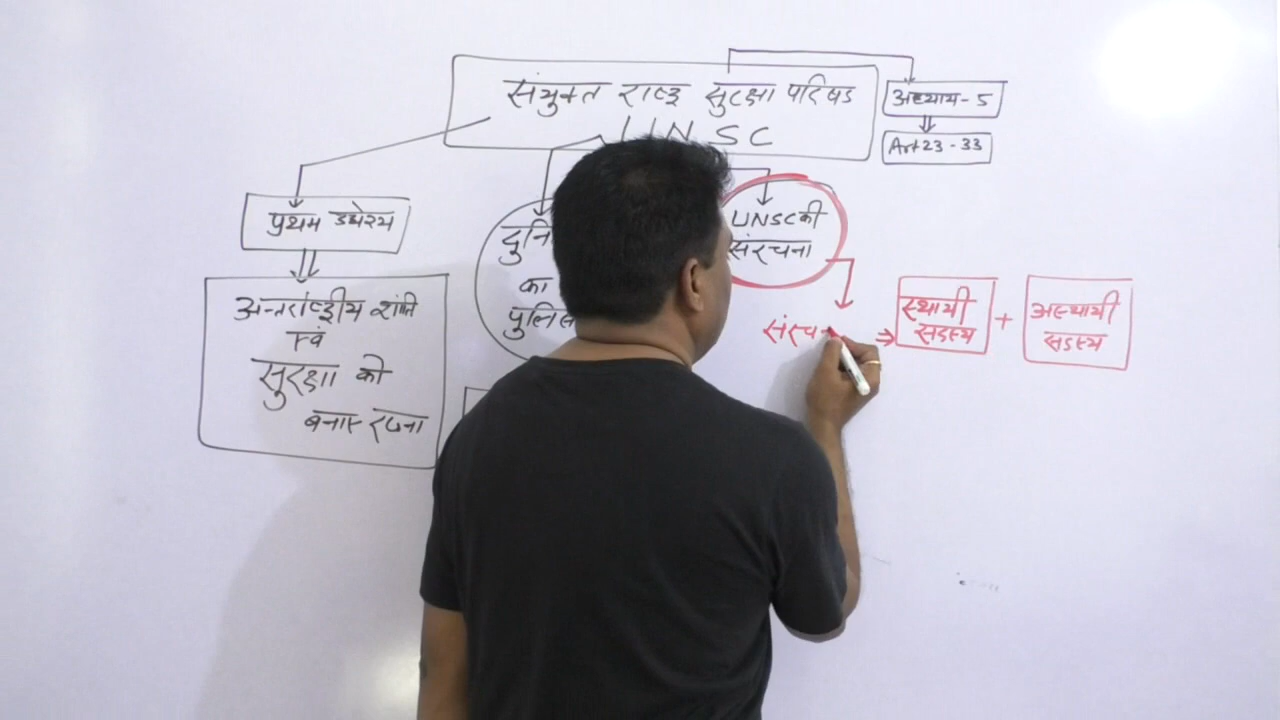 संयुक्त राष्ट्र सुरक्षा परिषद
UNSC
अध्याय - 5
Art 23 - 33
प्रथम उद्देश्य
अन्तर्राष्ट्रीय शांति
एवं
सुरक्षा को
बनाए रखना
का
UNSC की
संरचना
स्थायी
सदस्य
+
अस्थायी
सदस्य